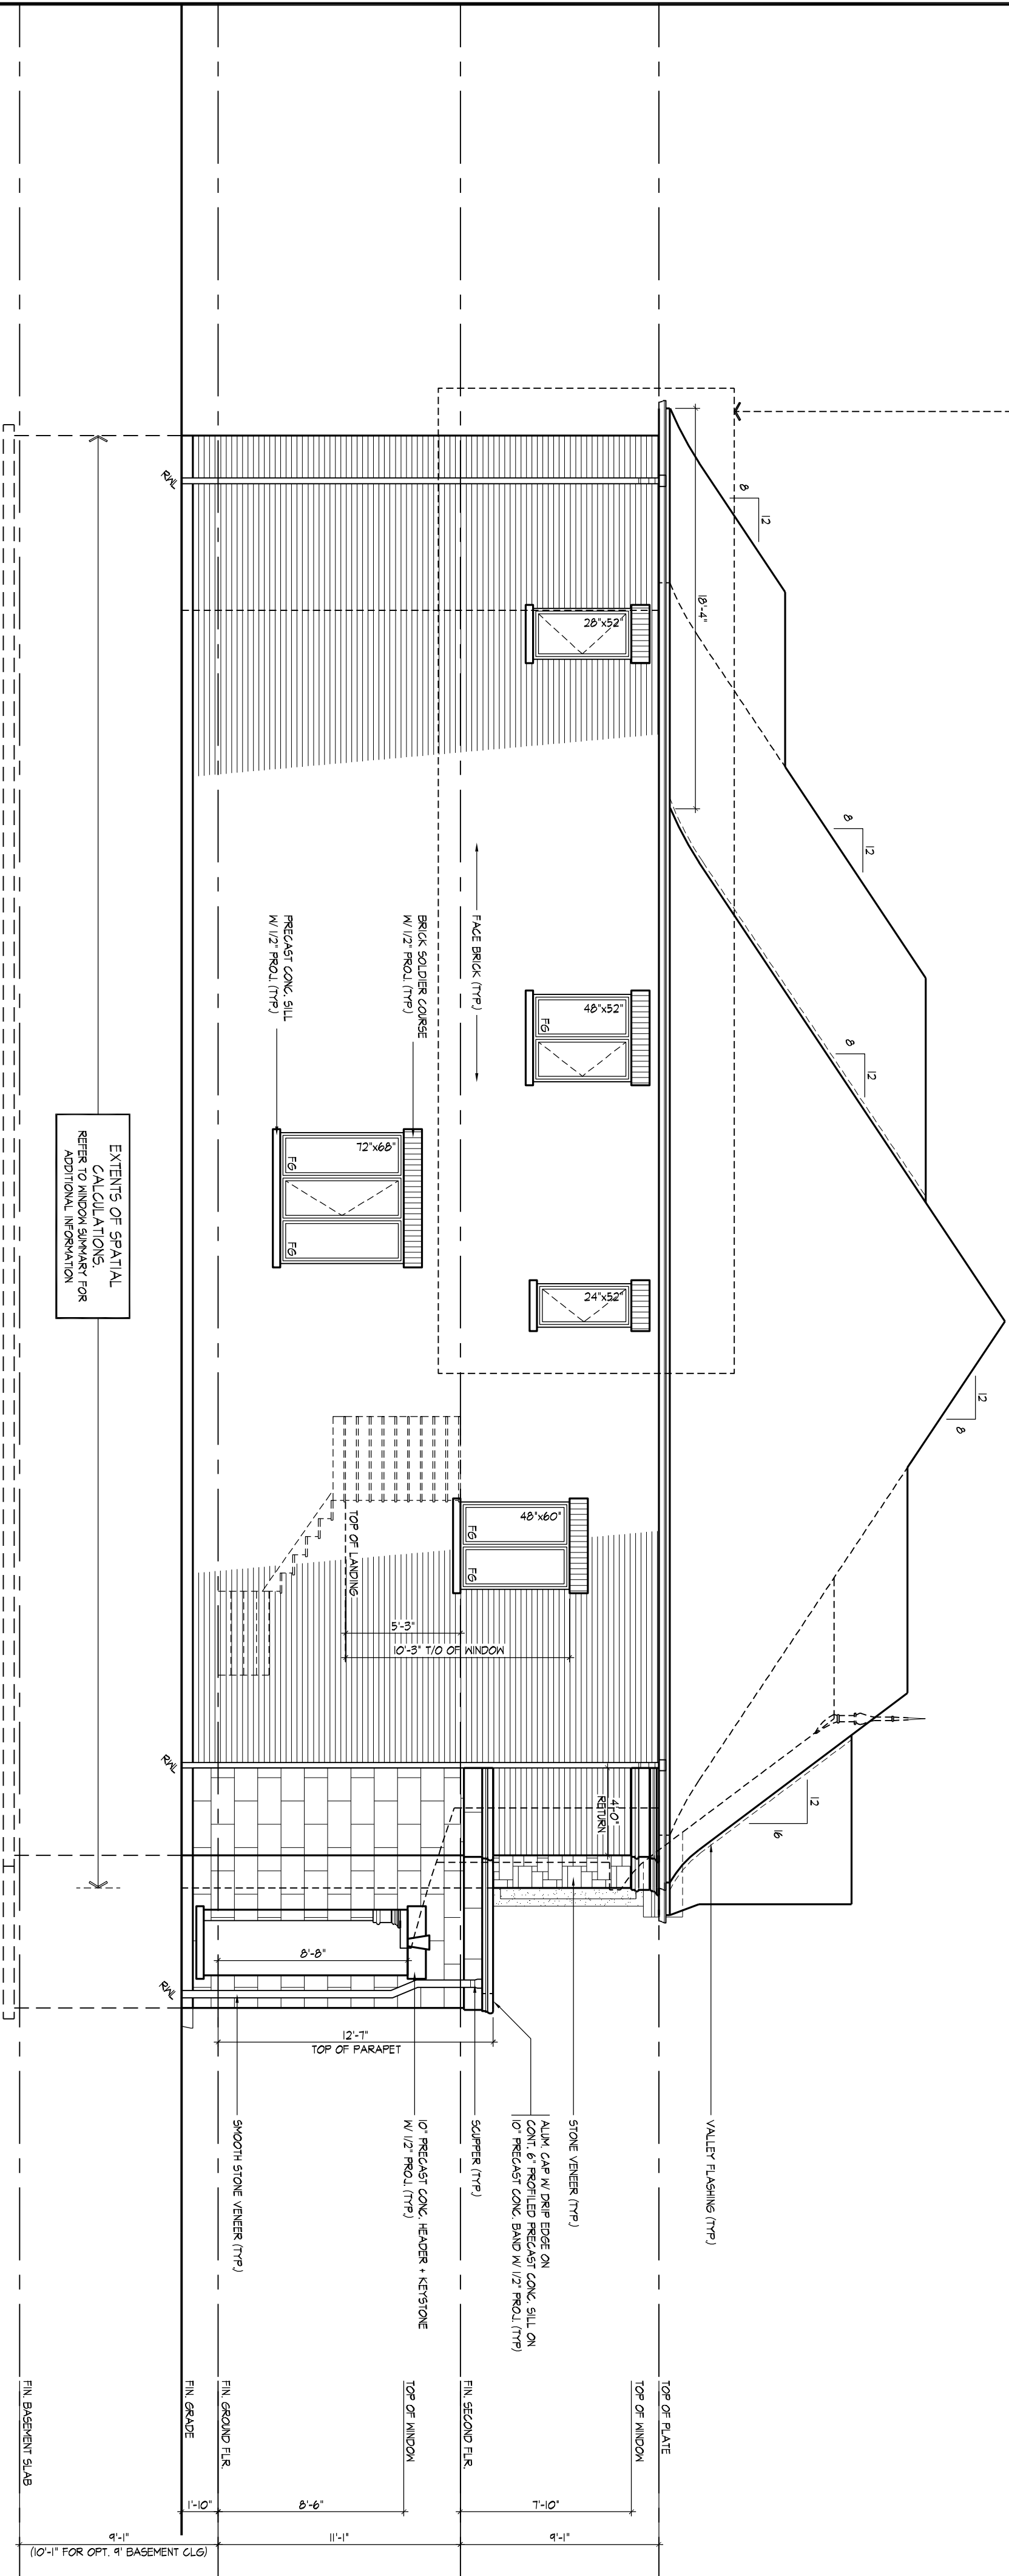 8
12
18'-4"
8
12
8
12
12
8
12
16
28"x52"
48"x52"
FG
72"x68"
FG
FG
24"x52"
48"x60"
FG
FG
RWL
RWL
RWL
FACE BRICK (TYP.)
BRICK SOLDIER COURSE
W/ 1/2" PROJ. (TYP.)
PRECAST CONC. SILL
W/ 1/2" PROJ. (TYP.)
EXTENTS OF SPATIAL
CALCULATIONS.
REFER TO WINDOW SUMMARY FOR
ADDITIONAL INFORMATION
TOP OF LANDING
5'-3"
10'-3" T/O OF WINDOW
4'-0"
RETURN
8'-8"
12'-7"
TOP OF PARAPET
VALLEY FLASHING (TYP.)
STONE VENEER (TYP.)
ALUM. CAP W/ DRIP EDGE ON
CONT. 6" PROFILED PRECAST CONC. SILL ON
10" PRECAST CONC. BAND W/ 1/2" PROJ. (TYP.)
SCUPPER (TYP.)
10" PRECAST CONC. HEADER + KEYSTONE
W/ 1/2" PROJ. (TYP.)
SMOOTH STONE VENEER (TYP.)
TOP OF PLATE
TOP OF WINDOW
FIN. SECOND FLR.
TOP OF WINDOW
FIN. GROUND FLR.
FIN. GRADE
FIN. BASEMENT SLAB
7'-10"
8'-6"
1'-10"
9'-1"
11'-1"
9'-1"
(10'-1" FOR OPT. 9' BASEMENT CLG)